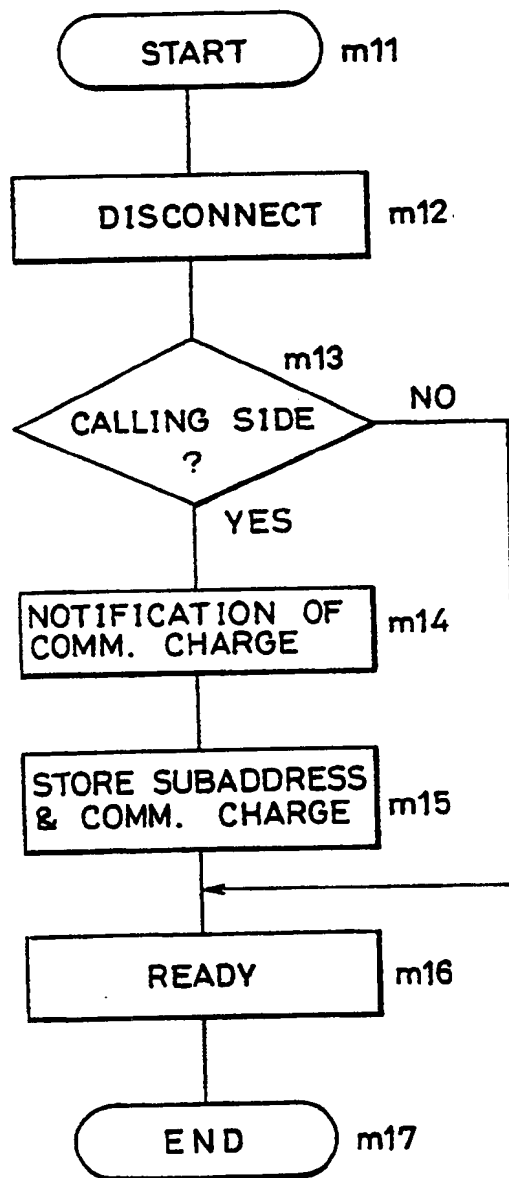 START m11
DISCONNECT m12
m13
CALLING SIDE
?
NO
YES
NOTIFICATION OF
COMM. CHARGE
m14
STORE SUBADDRESS
& COMM. CHARGE
m15
READY m16
END m17